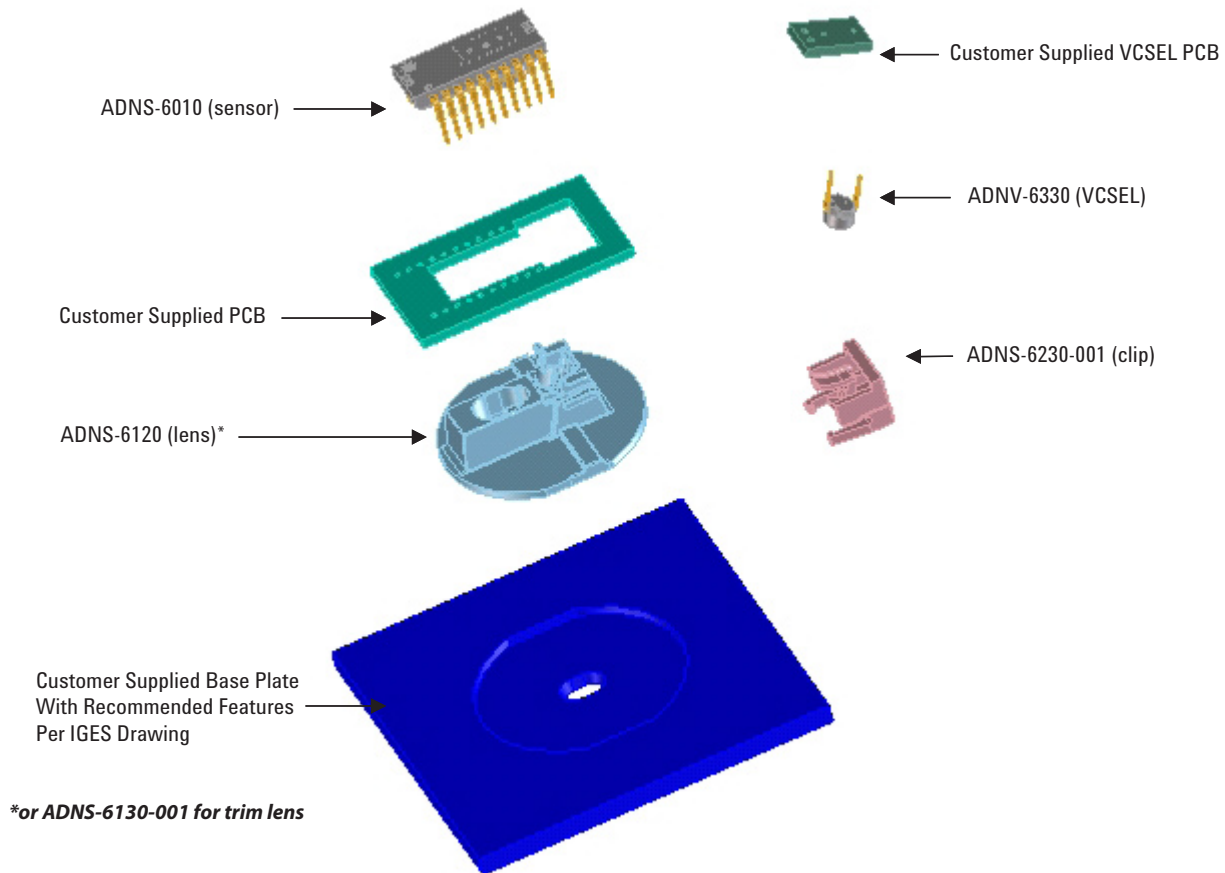 ADNS-6010 (sensor)
Customer Supplied VCSEL PCB
ADNV-6330 (VCSEL)
Customer Supplied PCB
ADNS-6230-001 (clip)
ADNS-6120 (lens)*
Customer Supplied Base Plate
With Recommended Features
Per IGES Drawing
*or ADNS-6130-001 for trim lens